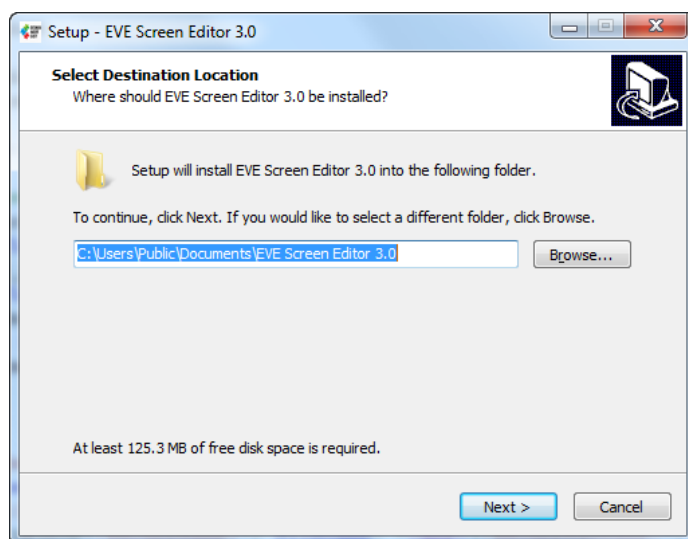 Setup - EVE Screen Editor 3.0
Select Destination Location
Where should EVE Screen Editor 3.0 be installed?
Setup will install EVE Screen Editor 3.0 into the following folder.
To continue, click Next. If you would like to select a different folder, click Browse.
C:\Users\Public\Documents\EVE Screen Editor 3.0
Browse...
At least 125.3 MB of free disk space is required.
Next >
Cancel